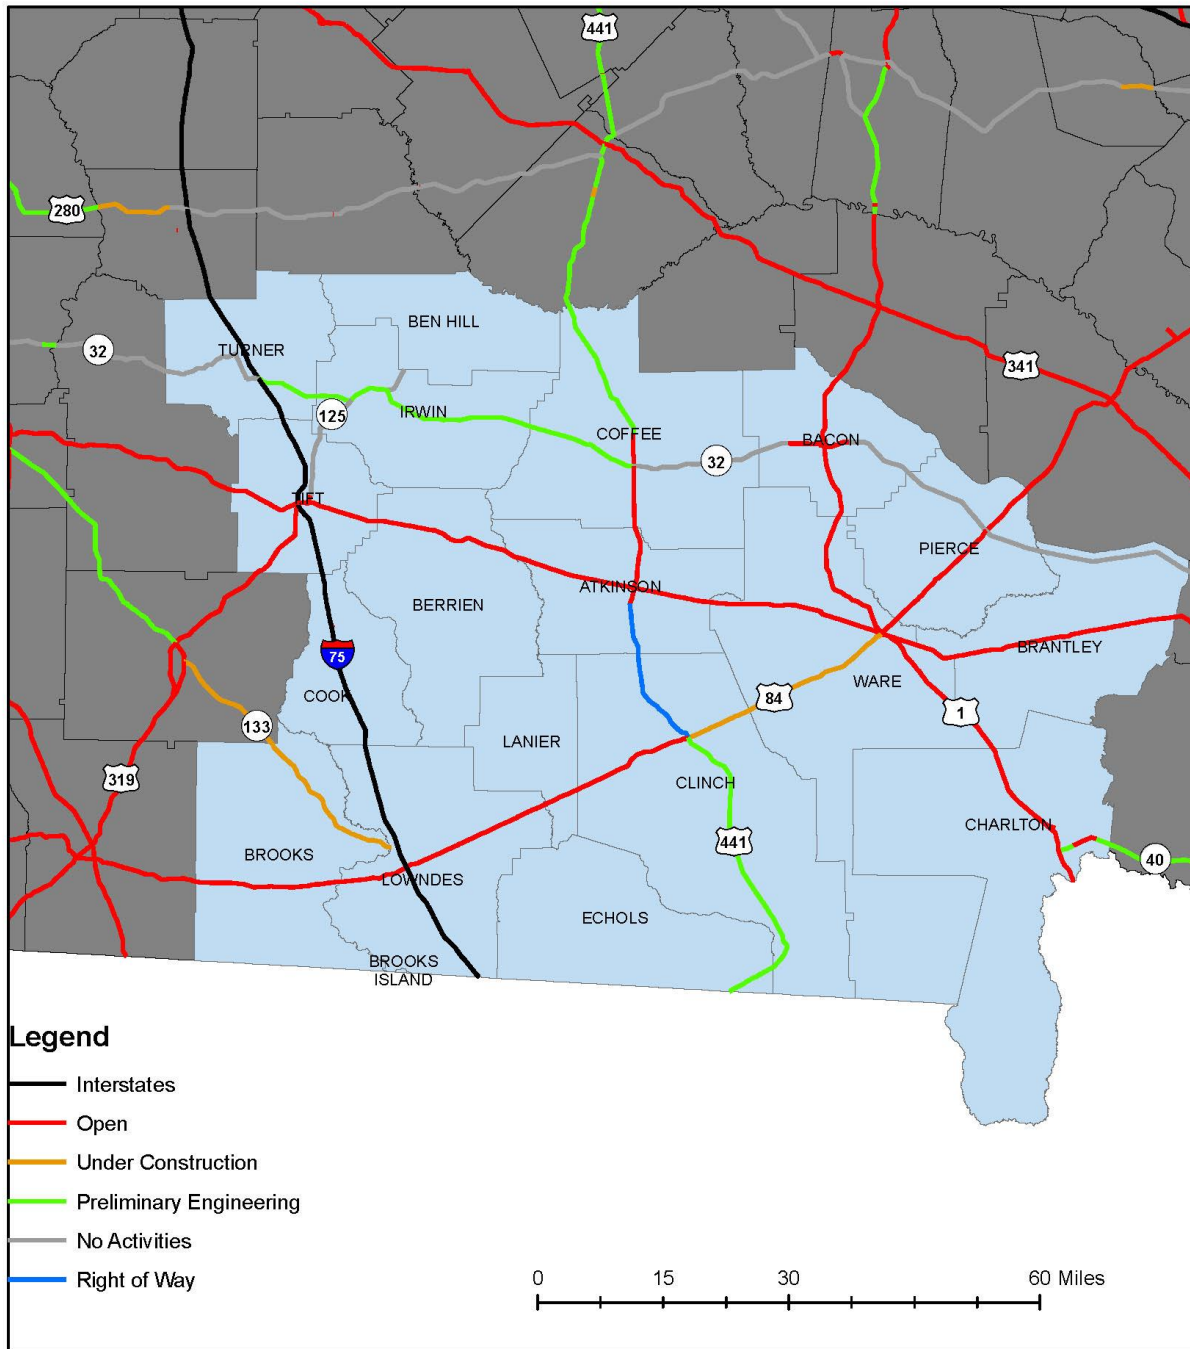 441
280
BEN HILL
32
TURNER
341
125
IRWIN
COFFEE
BACON
32
TIFT
PIERCE
ATKINSON
BERRIEN
BRANTLEY
75
WARE
COOK
84
1
133
LANIER
319
CLINCH
CHARLTON
441
BROOKS
40
LOWNDES
ECHOLS
BROOKS
ISLAND
Legend
Interstates
Open
Under Construction
Preliminary Engineering
No Activities
Right of Way
0 15 30 60 Miles